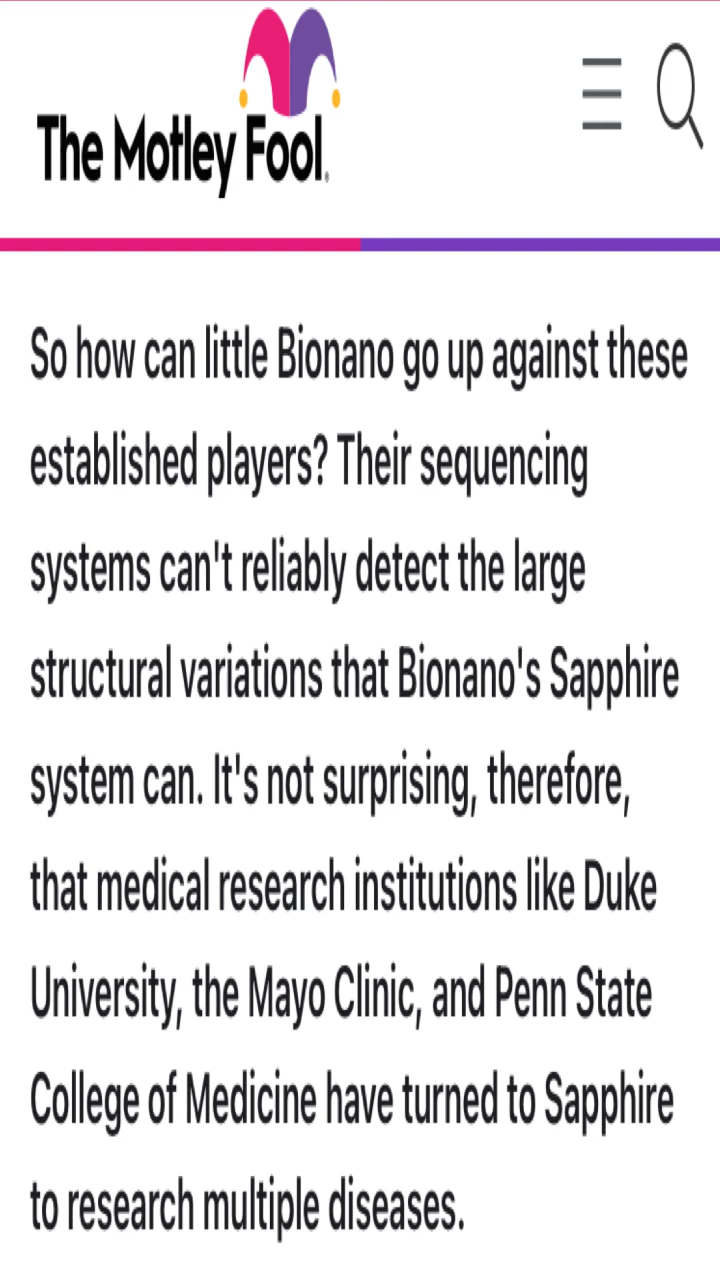 The Motley Fool.
So how can little Bionano go up against these
established players? Their sequencing
systems can't reliably detect the large
structural variations that Bionano's Sapphire
system can. It's not surprising, therefore,
that medical research institutions like Duke
University, the Mayo Clinic, and Penn State
College of Medicine have turned to Sapphire
to research multiple diseases.